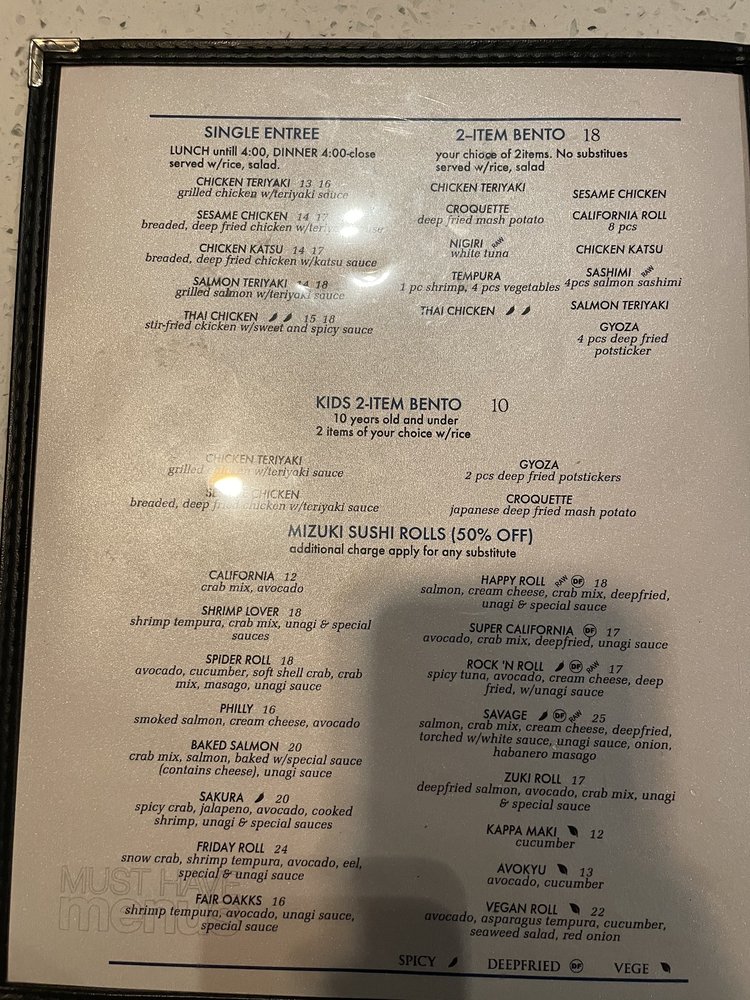 SINGLE ENTREE
LUNCH untill 4:00, DINNER 4:00-close
served w/rice, salad.
CHICKEN TERIYAKI 13 16
grilled chicken w/teriyaki sauce
SESAME CHICKEN 14 17
breaded, deep fried chicken w/teriyaki sauce
CHICKEN KATSU 14 17
breaded, deep fried chicken w/katsu sauce
SALMON TERIYAKI 14 18
grilled salmon w/teriyaki sauce
THAI CHICKEN 15 18
stir-fried ckicken w/sweet and spicy sauce
2-ITEM BENTO 18
your chioce of 2items. No substitues
served w/rice, salad
CHICKEN TERIYAKI
CROQUETTE
deep fried mash potato
NIGIRI RAW
white tuna
TEMPURA
1 pc shrimp, 4 pcs vegetables
THAI CHICKEN
SESAME CHICKEN
CALIFORNIA ROLL
8 pcs
CHICKEN KATSU
SASHIMI RAW
4pcs salmon sashimi
SALMON TERIYAKI
GYOZA
4 pcs deep fried
potsticker
KIDS 2-ITEM BENTO 10
10 years old and under
2 items of your choice w/rice
CHICKEN TERIYAKI
grilled chicken w/teriyaki sauce
CHICKEN
breaded, deep fried chicken w/teriyaki sauce
GYOZA
2 pcs deep fried potstickers
CROQUETTE
japanese deep fried mash potato
MIZUKI SUSHI ROLLS (50% OFF)
additional charge apply for any substitute
CALIFORNIA 12
crab mix, avocado
SHRIMP LOVER 18
shrimp tempura, crab mix, unagi & special
sauces
SPIDER ROLL 18
avocado, cucumber, soft shell crab, crab
mix, masago, unagi sauce
PHILLY 16
smoked salmon, cream cheese, avocado
BAKED SALMON 20
crab mix, salmon, baked w/special sauce
(contains cheese), unagi sauce
SAKURA 20
spicy crab, jalapeno, avocado, cooked
shrimp, unagi & special sauces
FRIDAY ROLL 24
snow crab, shrimp tempura, avocado, eel,
special & unagi sauce
FAIR OAKKS 16
shrimp tempura, avocado, unagi sauce,
special sauce
HAPPY ROLL RAW DF 18
salmon, cream cheese, crab mix, deepfried,
unagi & special sauce
SUPER CALIFORNIA DF 17
avocado, crab mix, deepfried, unagi sauce
ROCK 'N ROLL DF RAW 17
spicy tuna, avocado, cream cheese, deep
fried, w/unagi sauce
SAVAGE DF RAW 25
salmon, crab mix, cream cheese, deepfried,
torched w/white sauce, unagi sauce, onion,
habanero masago
ZUKI ROLL 17
deepfried salmon, avocado, crab mix, unagi
& special sauce
KAPPA MAKI 12
cucumber
AVOKYU 13
avocado, cucumber
VEGAN ROLL 22
avocado, asparagus tempura, cucumber,
seaweed salad, red onion
MUST HAVE
menus
SPICY DEEPFRIED DF VEGE